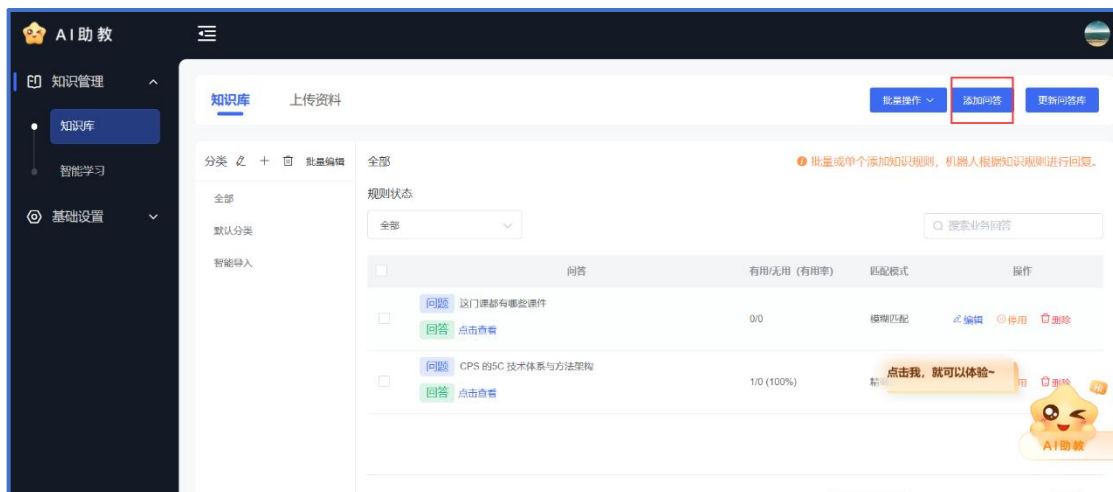 AI助教
知识管理
知识库
智能学习
基础设置
知识库 上传资料 批量操作 添加问答 更新问答库
分类 批量编辑
全部
默认分类
智能导入
全部 批量或单个添加知识规则，机器人根据知识规则进行回复。
规则状态
全部 搜索业务问答
问答 有用/无用 (有用率) 匹配模式 操作
问题 这门课都有哪些课件
回答 点击查看
0/0 模糊匹配 编辑 停用 删除
问题 CPS 的5C 技术体系与方法架构
回答 点击查看
1/0 (100%) 精 用 删除
点击我，就可以体验~
Hi
AI助教